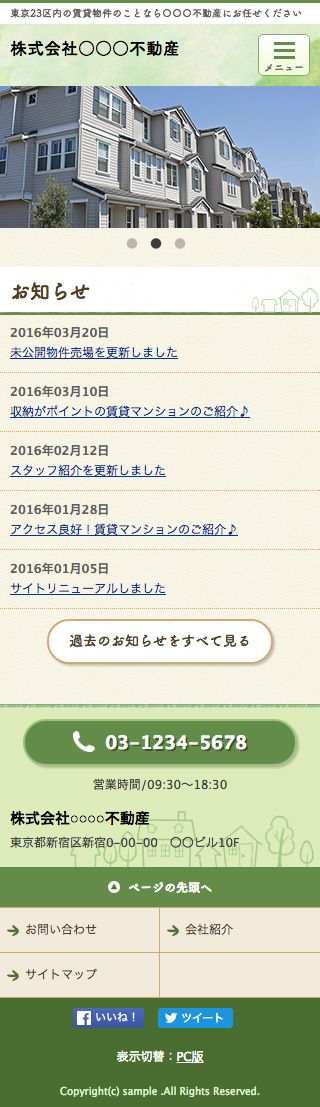 東京23区内の賃貸物件のことなら〇〇〇不動産にお任せください
株式会社〇〇〇不動産
メニュー
お知らせ
2016年03月20日
未公開物件売場を更新しました
2016年03月10日
収納がポイントの賃貸マンションのご紹介♪
2016年02月12日
スタッフ紹介を更新しました
2016年01月28日
アクセス良好！賃貸マンションのご紹介♪
2016年01月05日
サイトリニューアルしました
過去のお知らせをすべて見る
03-1234-5678
営業時間/09:30〜18:30
株式会社○○○○不動産
東京都新宿区新宿0-00-00　〇〇ビル10F
ページの先頭へ
お問い合わせ
会社紹介
サイトマップ
いいね！
ツイート
表示切替：PC版
Copyright(c) sample .All Rights Reserved.